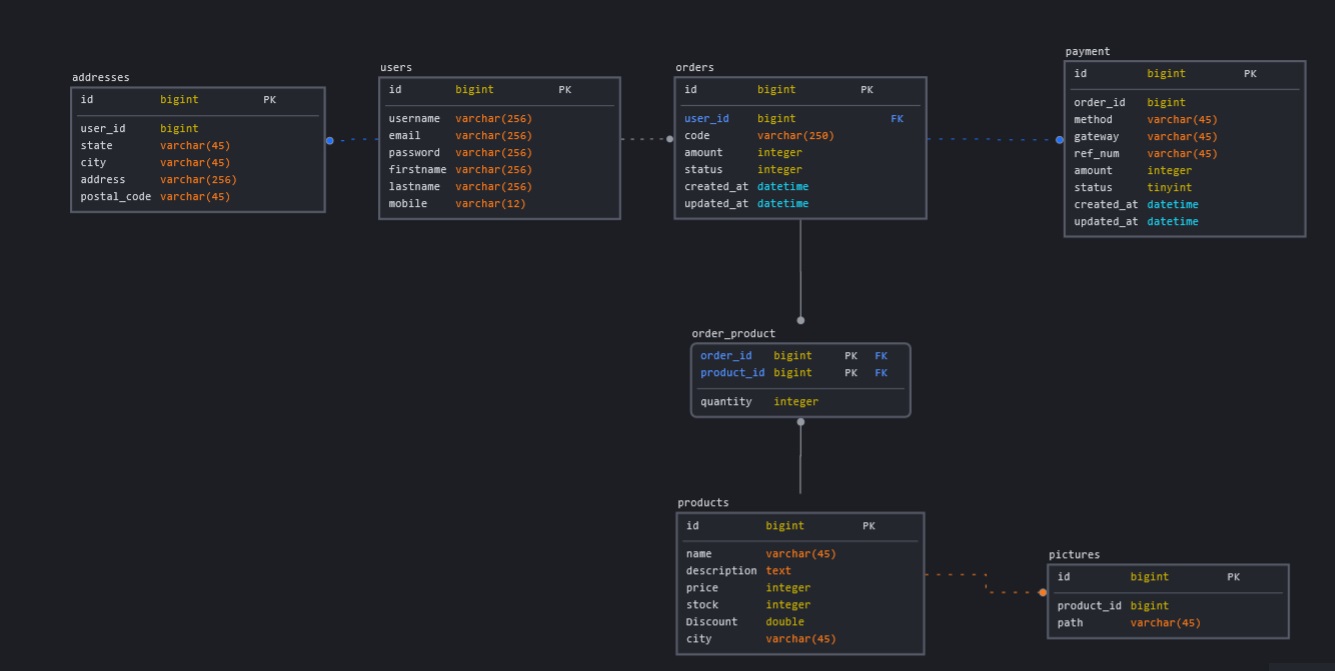 addresses
id bigint PK
user_id bigint
state varchar(45)
city varchar(45)
address varchar(256)
postal_code varchar(45)
users
id bigint PK
username varchar(256)
email varchar(256)
password varchar(256)
firstname varchar(256)
lastname varchar(256)
mobile varchar(12)
orders
id bigint PK
user_id bigint FK
code varchar(250)
amount integer
status integer
created_at datetime
updated_at datetime
payment
id bigint PK
order_id bigint
method varchar(45)
gateway varchar(45)
ref_num varchar(45)
amount integer
status tinyint
created_at datetime
updated_at datetime
order_product
order_id bigint PK FK
product_id bigint PK FK
quantity integer
products
id bigint PK
name varchar(45)
description text
price integer
stock integer
Discount double
city varchar(45)
pictures
id bigint PK
product_id bigint
path varchar(45)